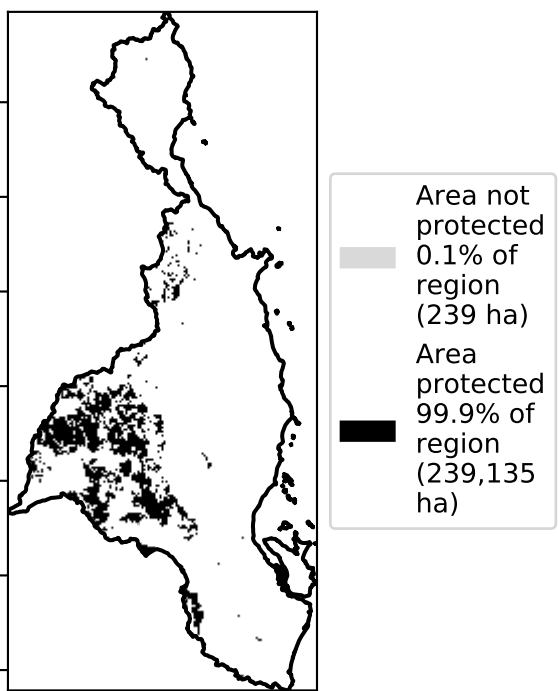 Area not
protected
0.1% of
region
(239 ha)
Area
protected
99.9% of
region
(239,135
ha)